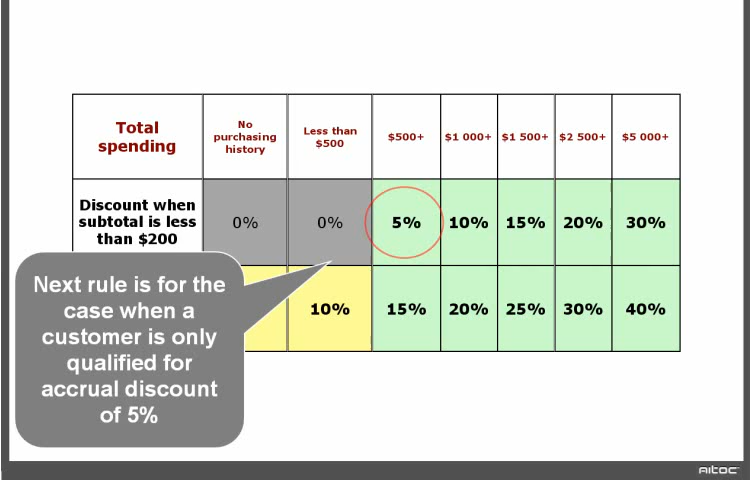 Total
spending
No
purchasing
history
Less than
$500
$500+
$1 000+
$1 500+
$2 500+
$5 000+
Discount when
subtotal is less
than $200
0%
0%
5%
10%
15%
20%
30%
10%
15%
20%
25%
30%
40%
Next rule is for the
case when a
customer is only
qualified for
accrual discount
of 5%
AITOC